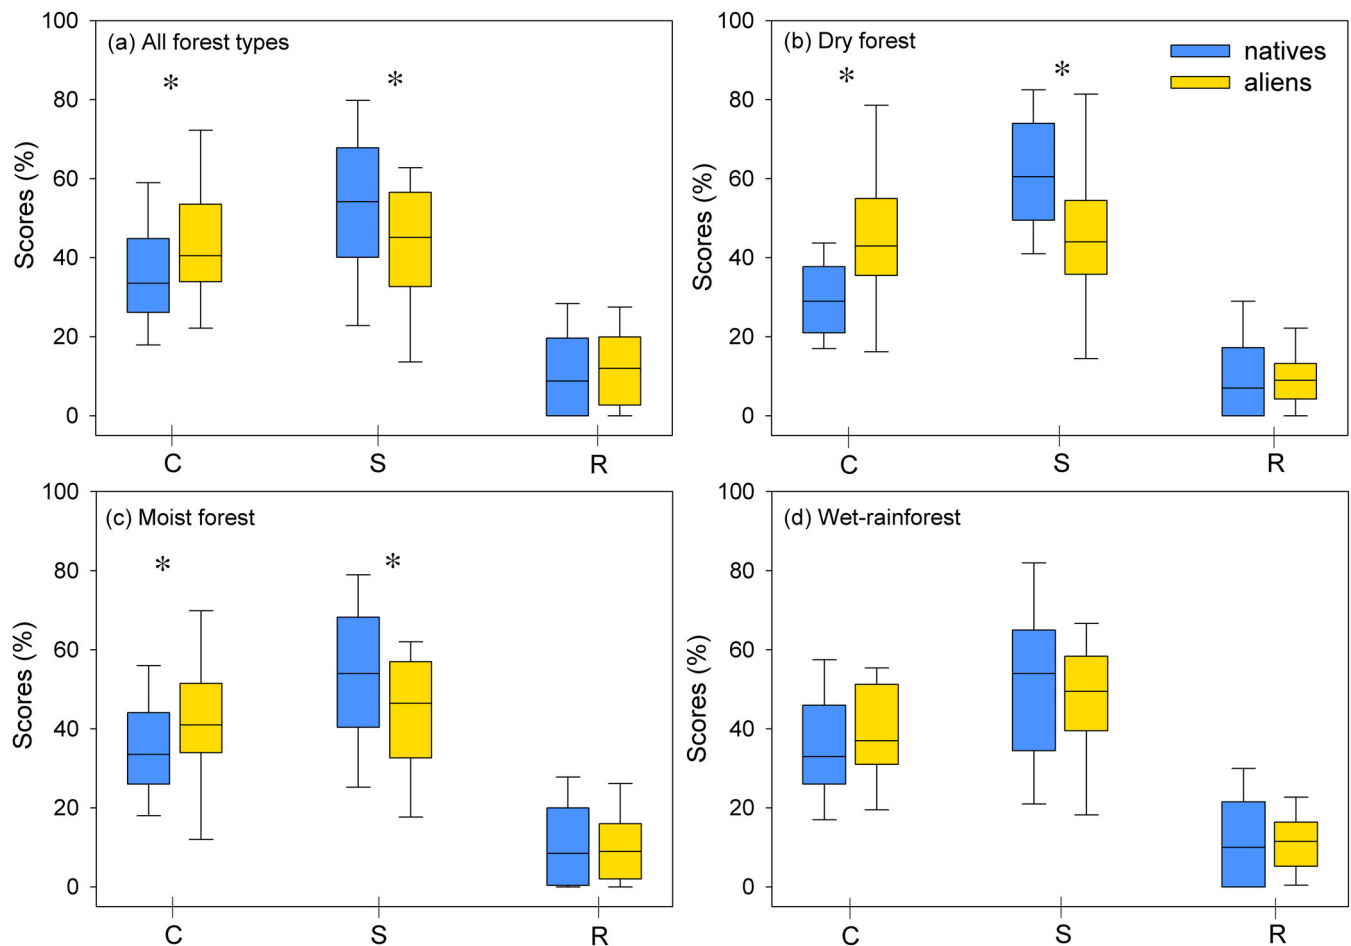 (a) All forest types
*
*
Scores (%)
100
80
60
40
20
0
C
S
R
(b) Dry forest
natives
aliens
*
*
Scores (%)
100
80
60
40
20
0
C
S
R
(c) Moist forest
*
*
Scores (%)
100
80
60
40
20
0
C
S
R
(d) Wet-rainforest
Scores (%)
100
80
60
40
20
0
C
S
R